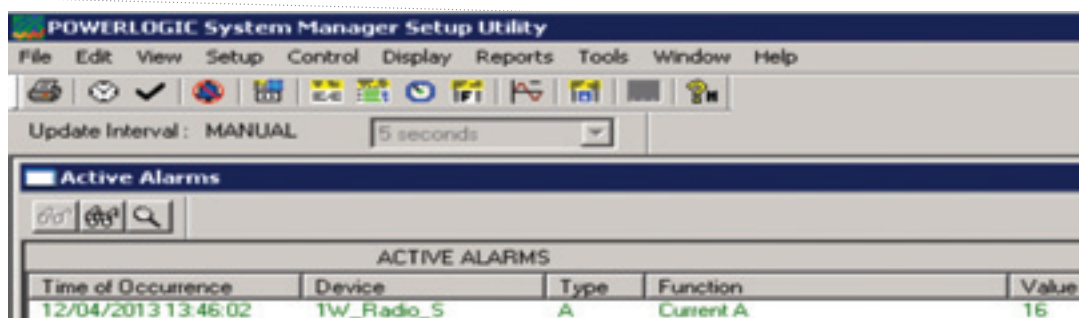 POWERLOGIC System Manager Setup Utility
File Edit View Setup Control Display Reports Tools Window Help
Update Interval: MANUAL 5 seconds
Active Alarms
ACTIVE ALARMS
Time of Occurrence Device Type Function Value
12/04/2013 13:46:02 1W_Radio_S A Current A 16